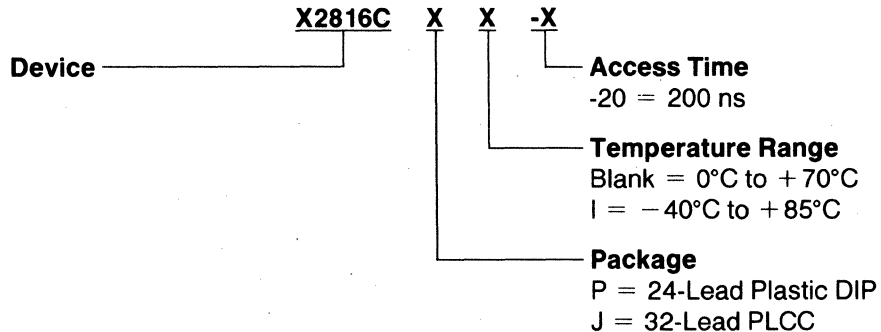 X2816C X X -X
Device
Access Time
-20 = 200 ns
Temperature Range
Blank = 0°C to +70°C
I = −40°C to +85°C
Package
P = 24-Lead Plastic DIP
J = 32-Lead PLCC